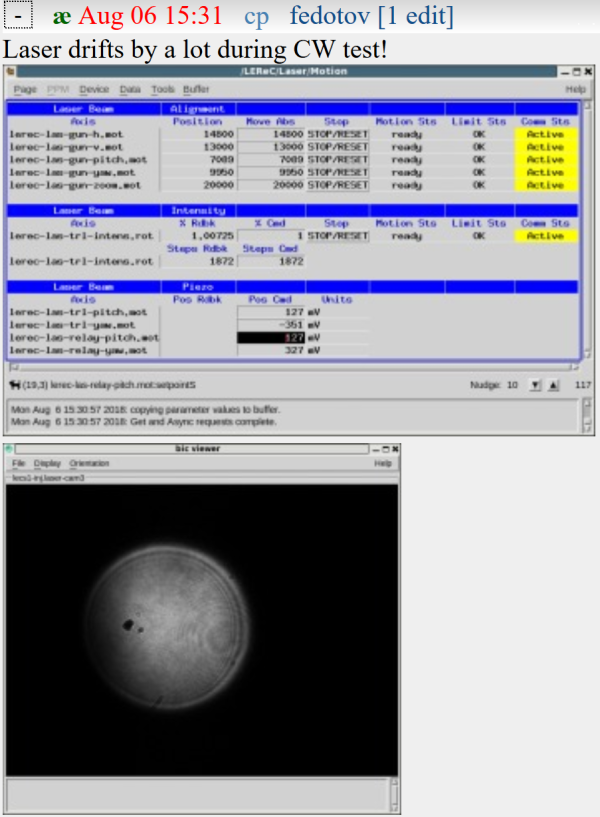 - æ Aug 06 15:31 cp fedotov [1 edit]
Laser drifts by a lot during CW test!
/LEReC/Laser/Motion
Page PPM Device Data Tools Buffer Help
Laser Beam Alignment
Axis Position Move Abs Stop Motion Sts Limit Sts Comm Sts
lerec-las-gun-h.mot 14800 14800 STOP/RESET ready OK Active
lerec-las-gun-v.mot 13000 13000 STOP/RESET ready OK Active
lerec-las-gun-pitch.mot 7089 7089 STOP/RESET ready OK Active
lerec-las-gun-yaw.mot 9950 9950 STOP/RESET ready OK Active
lerec-las-gun-zoom.mot 20000 20000 STOP/RESET ready OK Active
Laser Beam Intensity
Axis % Rdbk % Cmd Stop Motion Sts Limit Sts Comm Sts
lerec-las-trl-intens.rot 1.00725 1 STOP/RESET ready OK Active
Steps Rdbk Steps Cmd
lerec-las-trl-intens.rot 1872 1872
Laser Beam Piezo
Axis Pos Rdbk Pos Cmd Units
lerec-las-trl-pitch.mot 127 mV
lerec-las-trl-yaw.mot -351 mV
lerec-las-relay-pitch.mot 127 mV
lerec-las-relay-yaw.mot 327 mV
(19,3) lerec-las-relay-pitch.mot:setpointS Nudge: 10 117
Mon Aug 6 15:30:57 2018: copying parameter values to buffer.
Mon Aug 6 15:30:57 2018: Get and Async requests complete.
bic viewer
File Display Orientation Help
lecs1-inj.laser-cam3